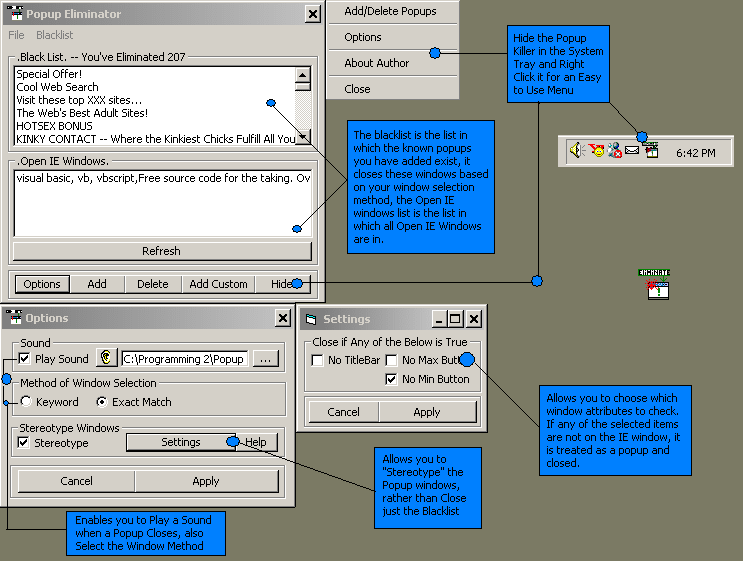 Popup Eliminator
File Blacklist
.Black List. -- You've Eliminated 207
Special Offer!
Cool Web Search
Visit these top XXX sites...
The Web's Best Adult Sites!
HOTSEX BONUS
KINKY CONTACT -- Where the Kinkiest Chicks Fulfill All You
.Open IE Windows.
visual basic, vb, vbscript,Free source code for the taking. Ov
Refresh
Options Add Delete Add Custom Hide
Add/Delete Popups
Options
About Author
Close
Hide the Popup
Killer in the System
Tray and Right
Click it for an Easy
to Use Menu
6:42 PM
The blacklist is the list in
which the known popups
you have added exist, it
closes these windows based
on your window selection
method, the Open IE
windows list is the list in
which all Open IE Windows
are in.
Options
Sound
Play Sound C:\Programming 2\Popup ...
Method of Window Selection
Keyword Exact Match
Stereotype Windows
Stereotype Settings Help
Cancel Apply
Settings
Close if Any of the Below is True
No TitleBar No Max Button
No Min Button
Cancel Apply
Allows you to choose which
window attributes to check.
If any of the selected items
are not on the IE window, it
is treated as a popup and
closed.
Allows you to
"Stereotype" the
Popup windows,
rather than Close
just the Blacklist
Enables you to Play a Sound
when a Popup Closes, also
Select the Window Method